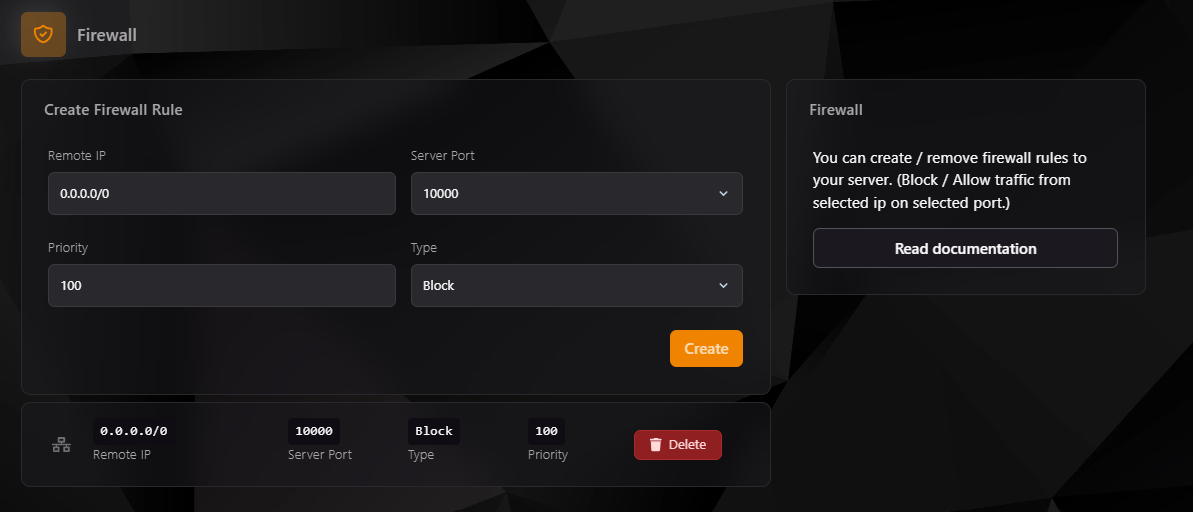 Firewall
Create Firewall Rule
Remote IP
Server Port
0.0.0.0/0
10000
Priority
Type
100
Block
Create
0.0.0.0/0
10000
Block
100
Remote IP
Server Port
Type
Priority
Delete
Firewall
You can create / remove firewall rules to
your server. (Block / Allow traffic from
selected ip on selected port.)
Read documentation